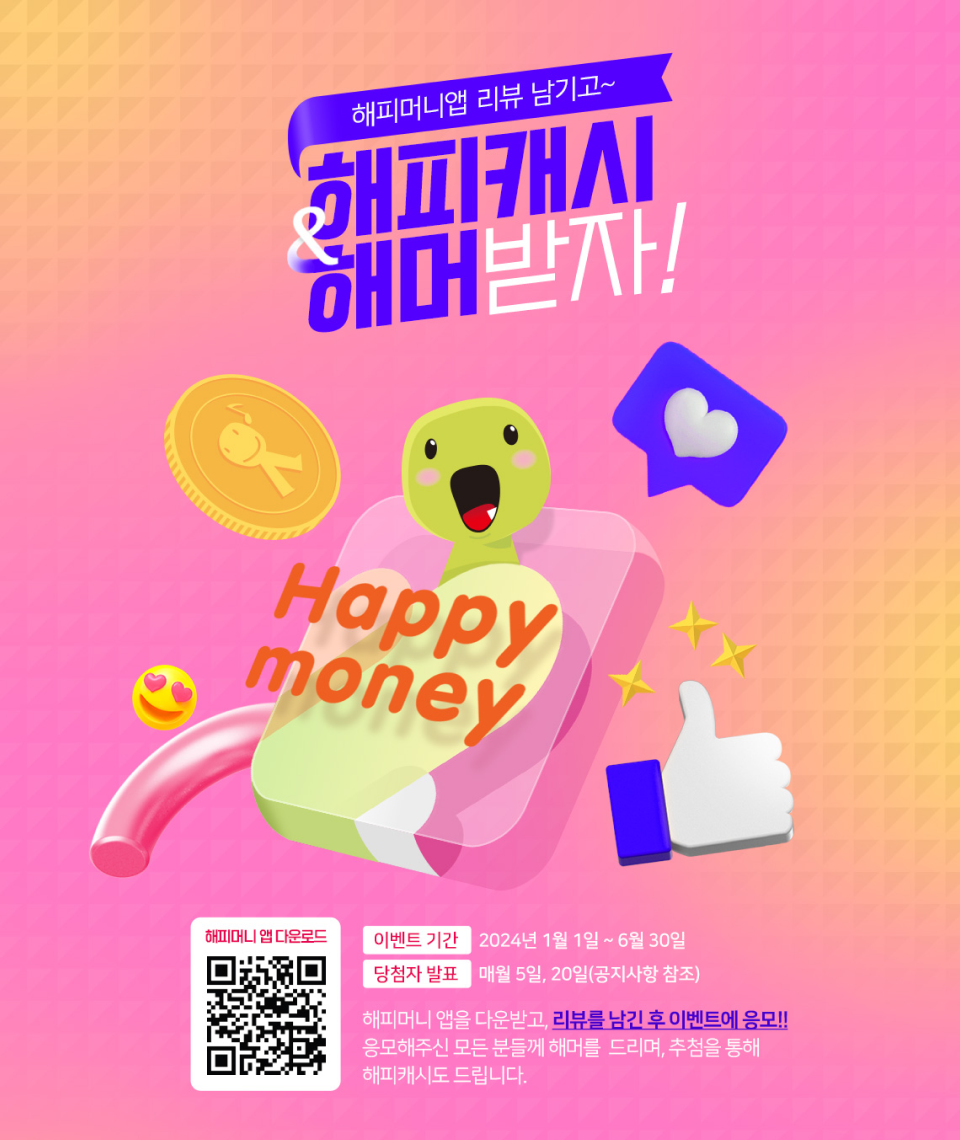 해피머니앱 리뷰 남기고~
해피캐시
&
해머받자!
Happy
money
해피머니 앱 다운로드
이벤트 기간 2024년 1월 1일 ~ 6월 30일
당첨자 발표 매월 5일, 20일(공지사항 참조)
해피머니 앱을 다운받고, 리뷰를 남긴 후 이벤트에 응모!!
응모해주신 모든 분들께 해머를 드리며, 추첨을 통해
해피캐시도 드립니다.